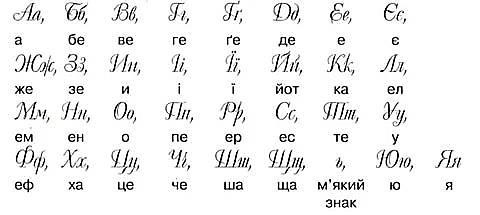 Аа, Бб, Вв, Гг, Ґґ, Дд, Ее, Єє,
а бе ве ге ґе де е є
Жж, Зз, Ии, Іі, Її, Йй, Кк, Лл,
же зе и і ї йот ка ел
Мм, Нн, Оо, Пп, Рр, Сс, Тт, Уу,
ем ен о пе ер ес те у
Фф, Хх, Цц, Чч, Шш, Щщ, ь, Юю, Яя
еф ха це че ша ща м'який ю я
знак